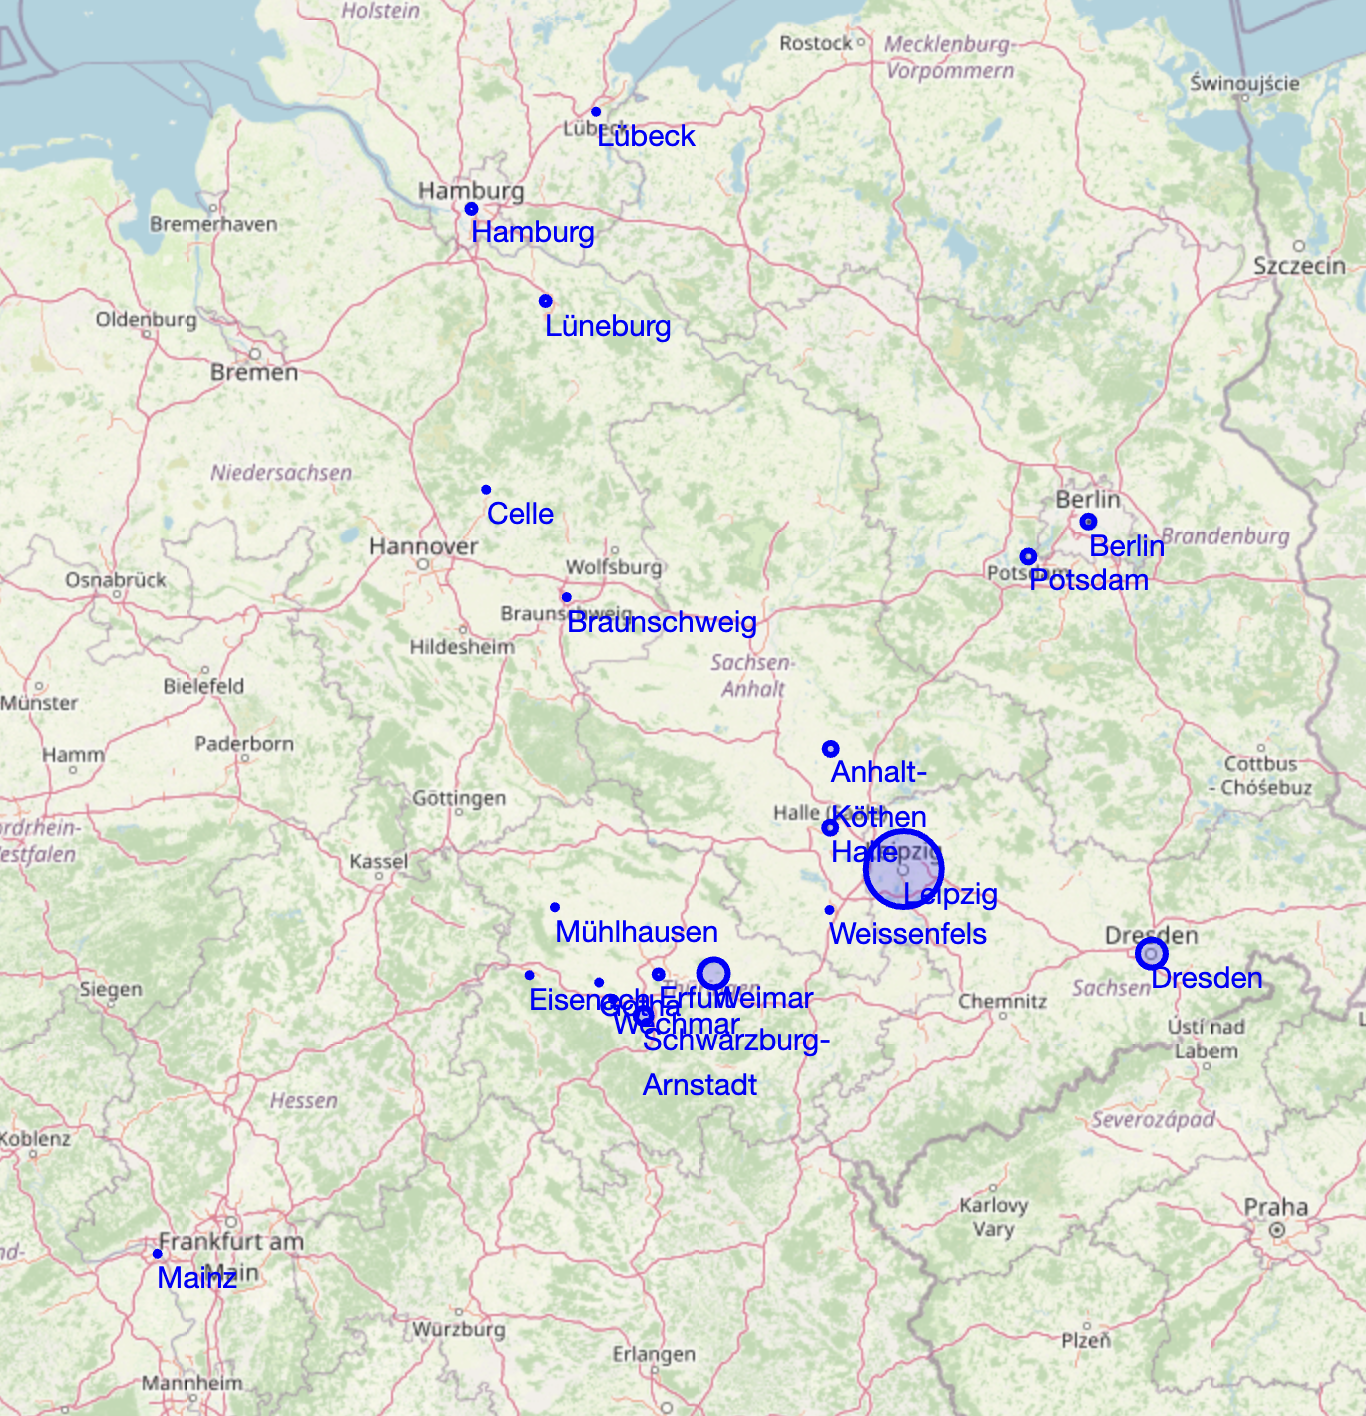 Holstein
Rostock
Mecklenburg-
Vorpommern
Świnoujście
Lübeck
Lübeck
Hamburg
Hamburg
Bremerhaven
Szczecin
Oldenburg
Lüneburg
Bremen
Niedersachsen
Celle
Berlin
Berlin
Brandenburg
Hannover
Wolfsburg
Potsdam
Potsdam
Osnabrück
Braunschweig
Braunschweig
Hildesheim
Sachsen-
Anhalt
Bielefeld
Münster
Paderborn
Hamm
Cottbus
- Chóśebuz
Anhalt-
Köthen
Göttingen
Halle (Saale)
Halle
Leipzig
Leipzig
Kassel
Mühlhausen
Weissenfels
Dresden
Dresden
Sachsen
Siegen
Eisenach
Gotha
Erfurt
Weimar
Thüringen
Wechmar
Schwarzburg-
Arnstadt
Chemnitz
Ústí nad
Labem
Hessen
Koblenz
Severozápad
Karlovy
Vary
Praha
Frankfurt am
Main
Mainz
Würzburg
Plzeň
Erlangen
Mannheim